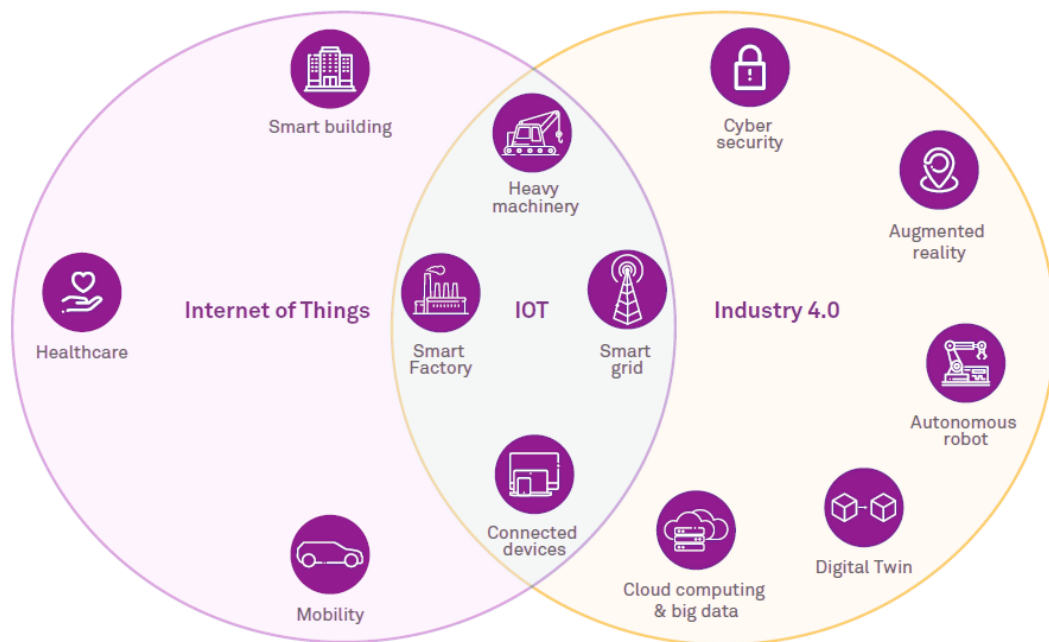 Smart building
Heavy
machinery
Cyber
security
Augmented
reality
Healthcare
Internet of Things
Smart
Factory
IOT
Smart
grid
Industry 4.0
Autonomous
robot
Connected
devices
Mobility
Cloud computing
& big data
Digital Twin